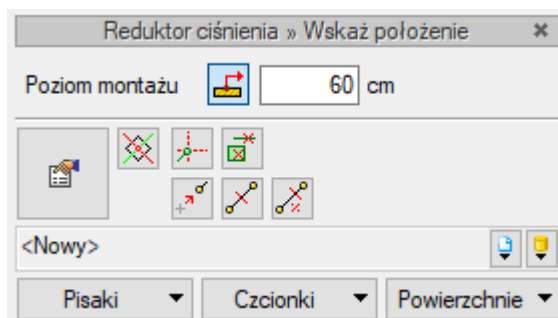 Reduktor ciśnienia » Wskaż położenie
Poziom montażu 60 cm
<Nowy>
Pisaki Czcionki Powierzchnie